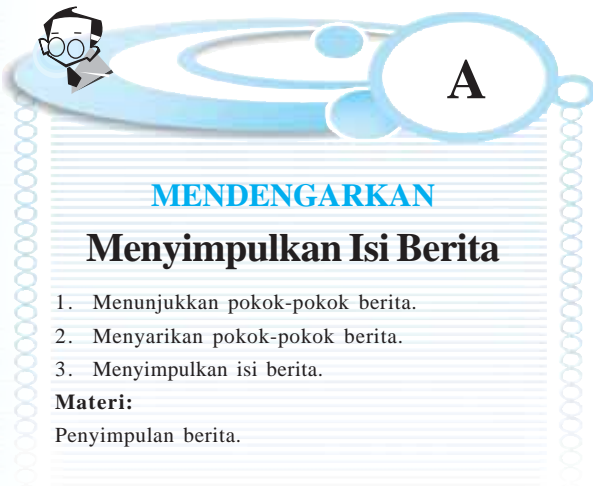 A
MENDENGARKAN
Menyimpulkan Isi Berita
1. Menunjukkan pokok-pokok berita.
2. Menyarikan pokok-pokok berita.
3. Menyimpulkan isi berita.
Materi:
Penyimpulan berita.